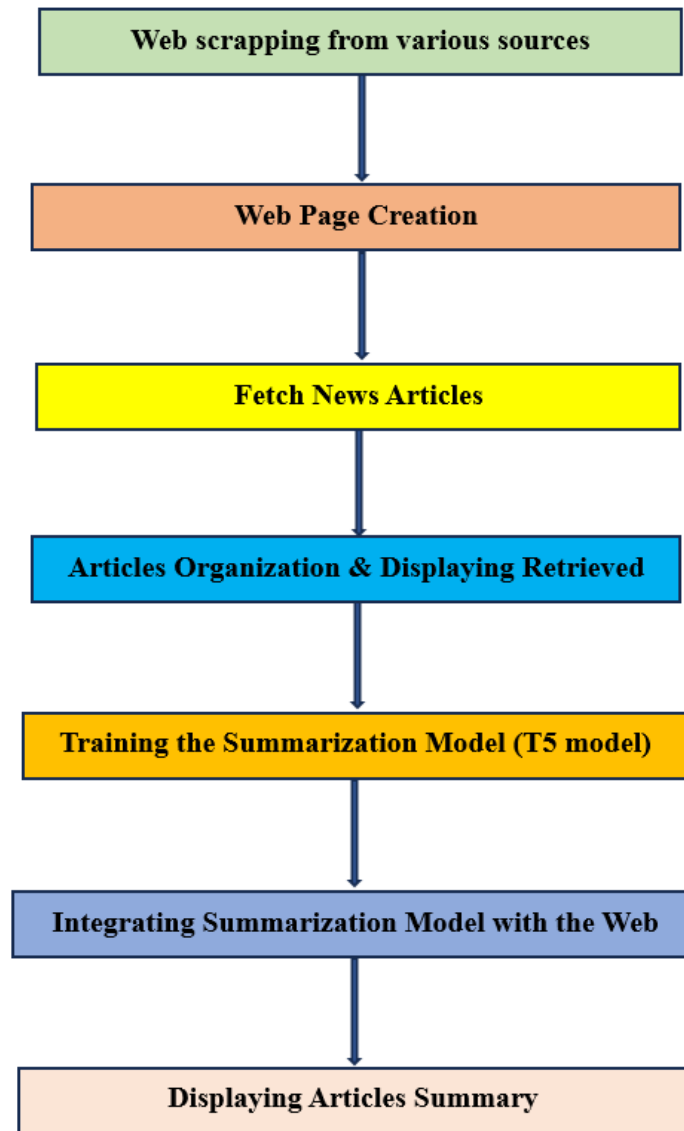 Web scrapping from various sources
Web Page Creation
Fetch News Articles
Articles Organization & Displaying Retrieved
Training the Summarization Model (T5 model)
Integrating Summarization Model with the Web
Displaying Articles Summary